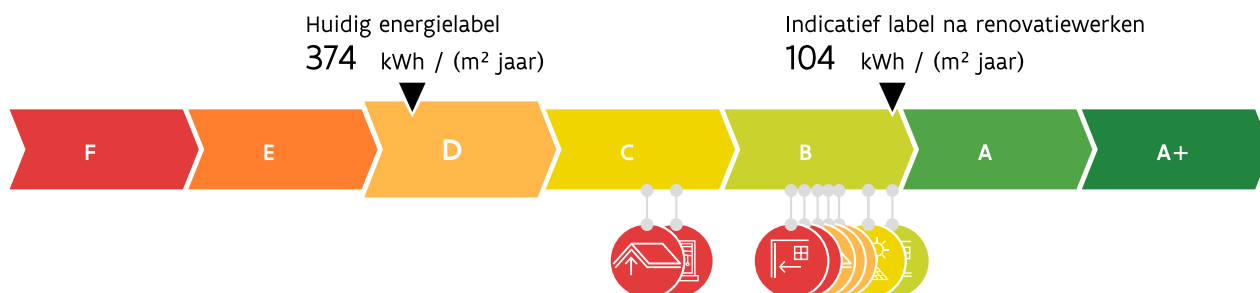 Huidig energielabel
374 kWh / (m² jaar)
Indicatief label na renovatiewerken
104 kWh / (m² jaar)
F E D C B A A+